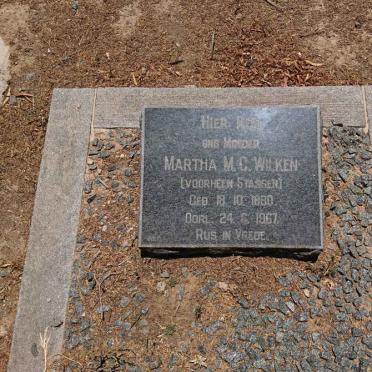 HIER RUS
ONS MOEDER
MARTHA M. C. WILKEN
(VOORHEEN STASSEN)
GEB. 18. 10. 1880
OORL. 24. 6. 1967.
RUS IN VREDE.